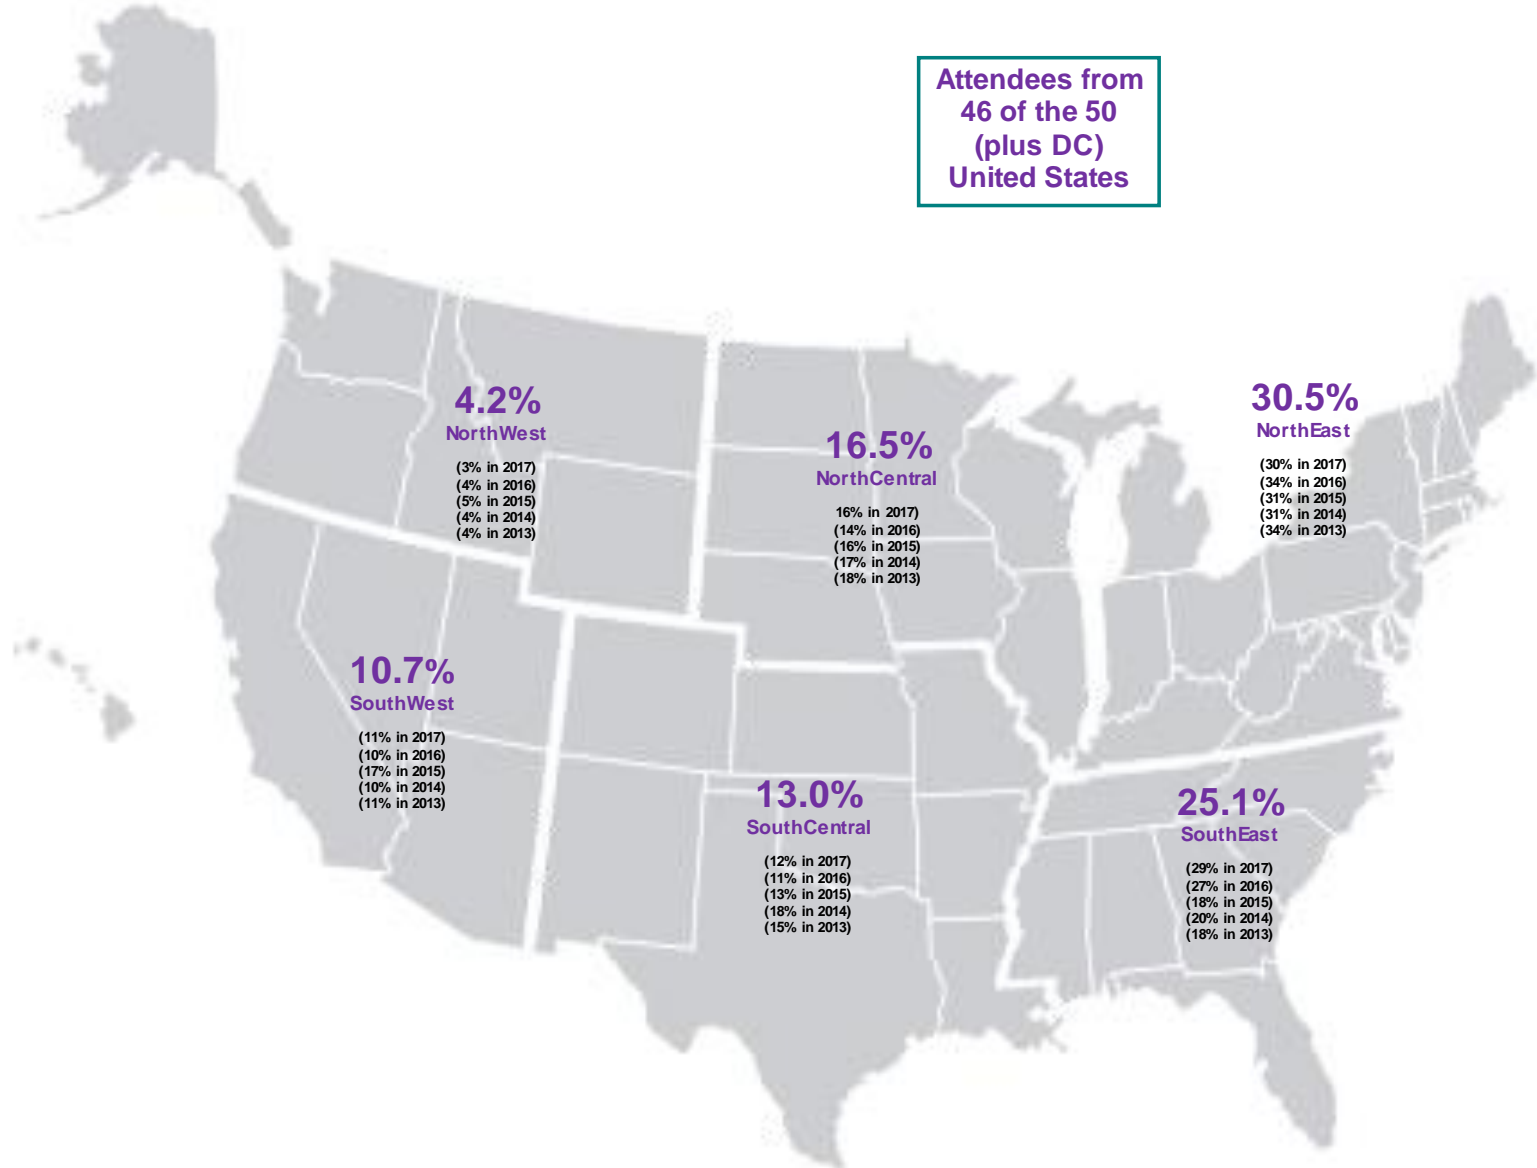 Attendees from
46 of the 50
(plus DC)
United States
4.2%
NorthWest
(3% in 2017)
(4% in 2016)
(5% in 2015)
(4% in 2014)
(4% in 2013)
16.5%
NorthCentral
16% in 2017)
(14% in 2016)
(16% in 2015)
(17% in 2014)
(18% in 2013)
30.5%
NorthEast
(30% in 2017)
(34% in 2016)
(31% in 2015)
(31% in 2014)
(34% in 2013)
10.7%
SouthWest
(11% in 2017)
(10% in 2016)
(17% in 2015)
(10% in 2014)
(11% in 2013)
13.0%
SouthCentral
(12% in 2017)
(11% in 2016)
(13% in 2015)
(18% in 2014)
(15% in 2013)
25.1%
SouthEast
(29% in 2017)
(27% in 2016)
(18% in 2015)
(20% in 2014)
(18% in 2013)